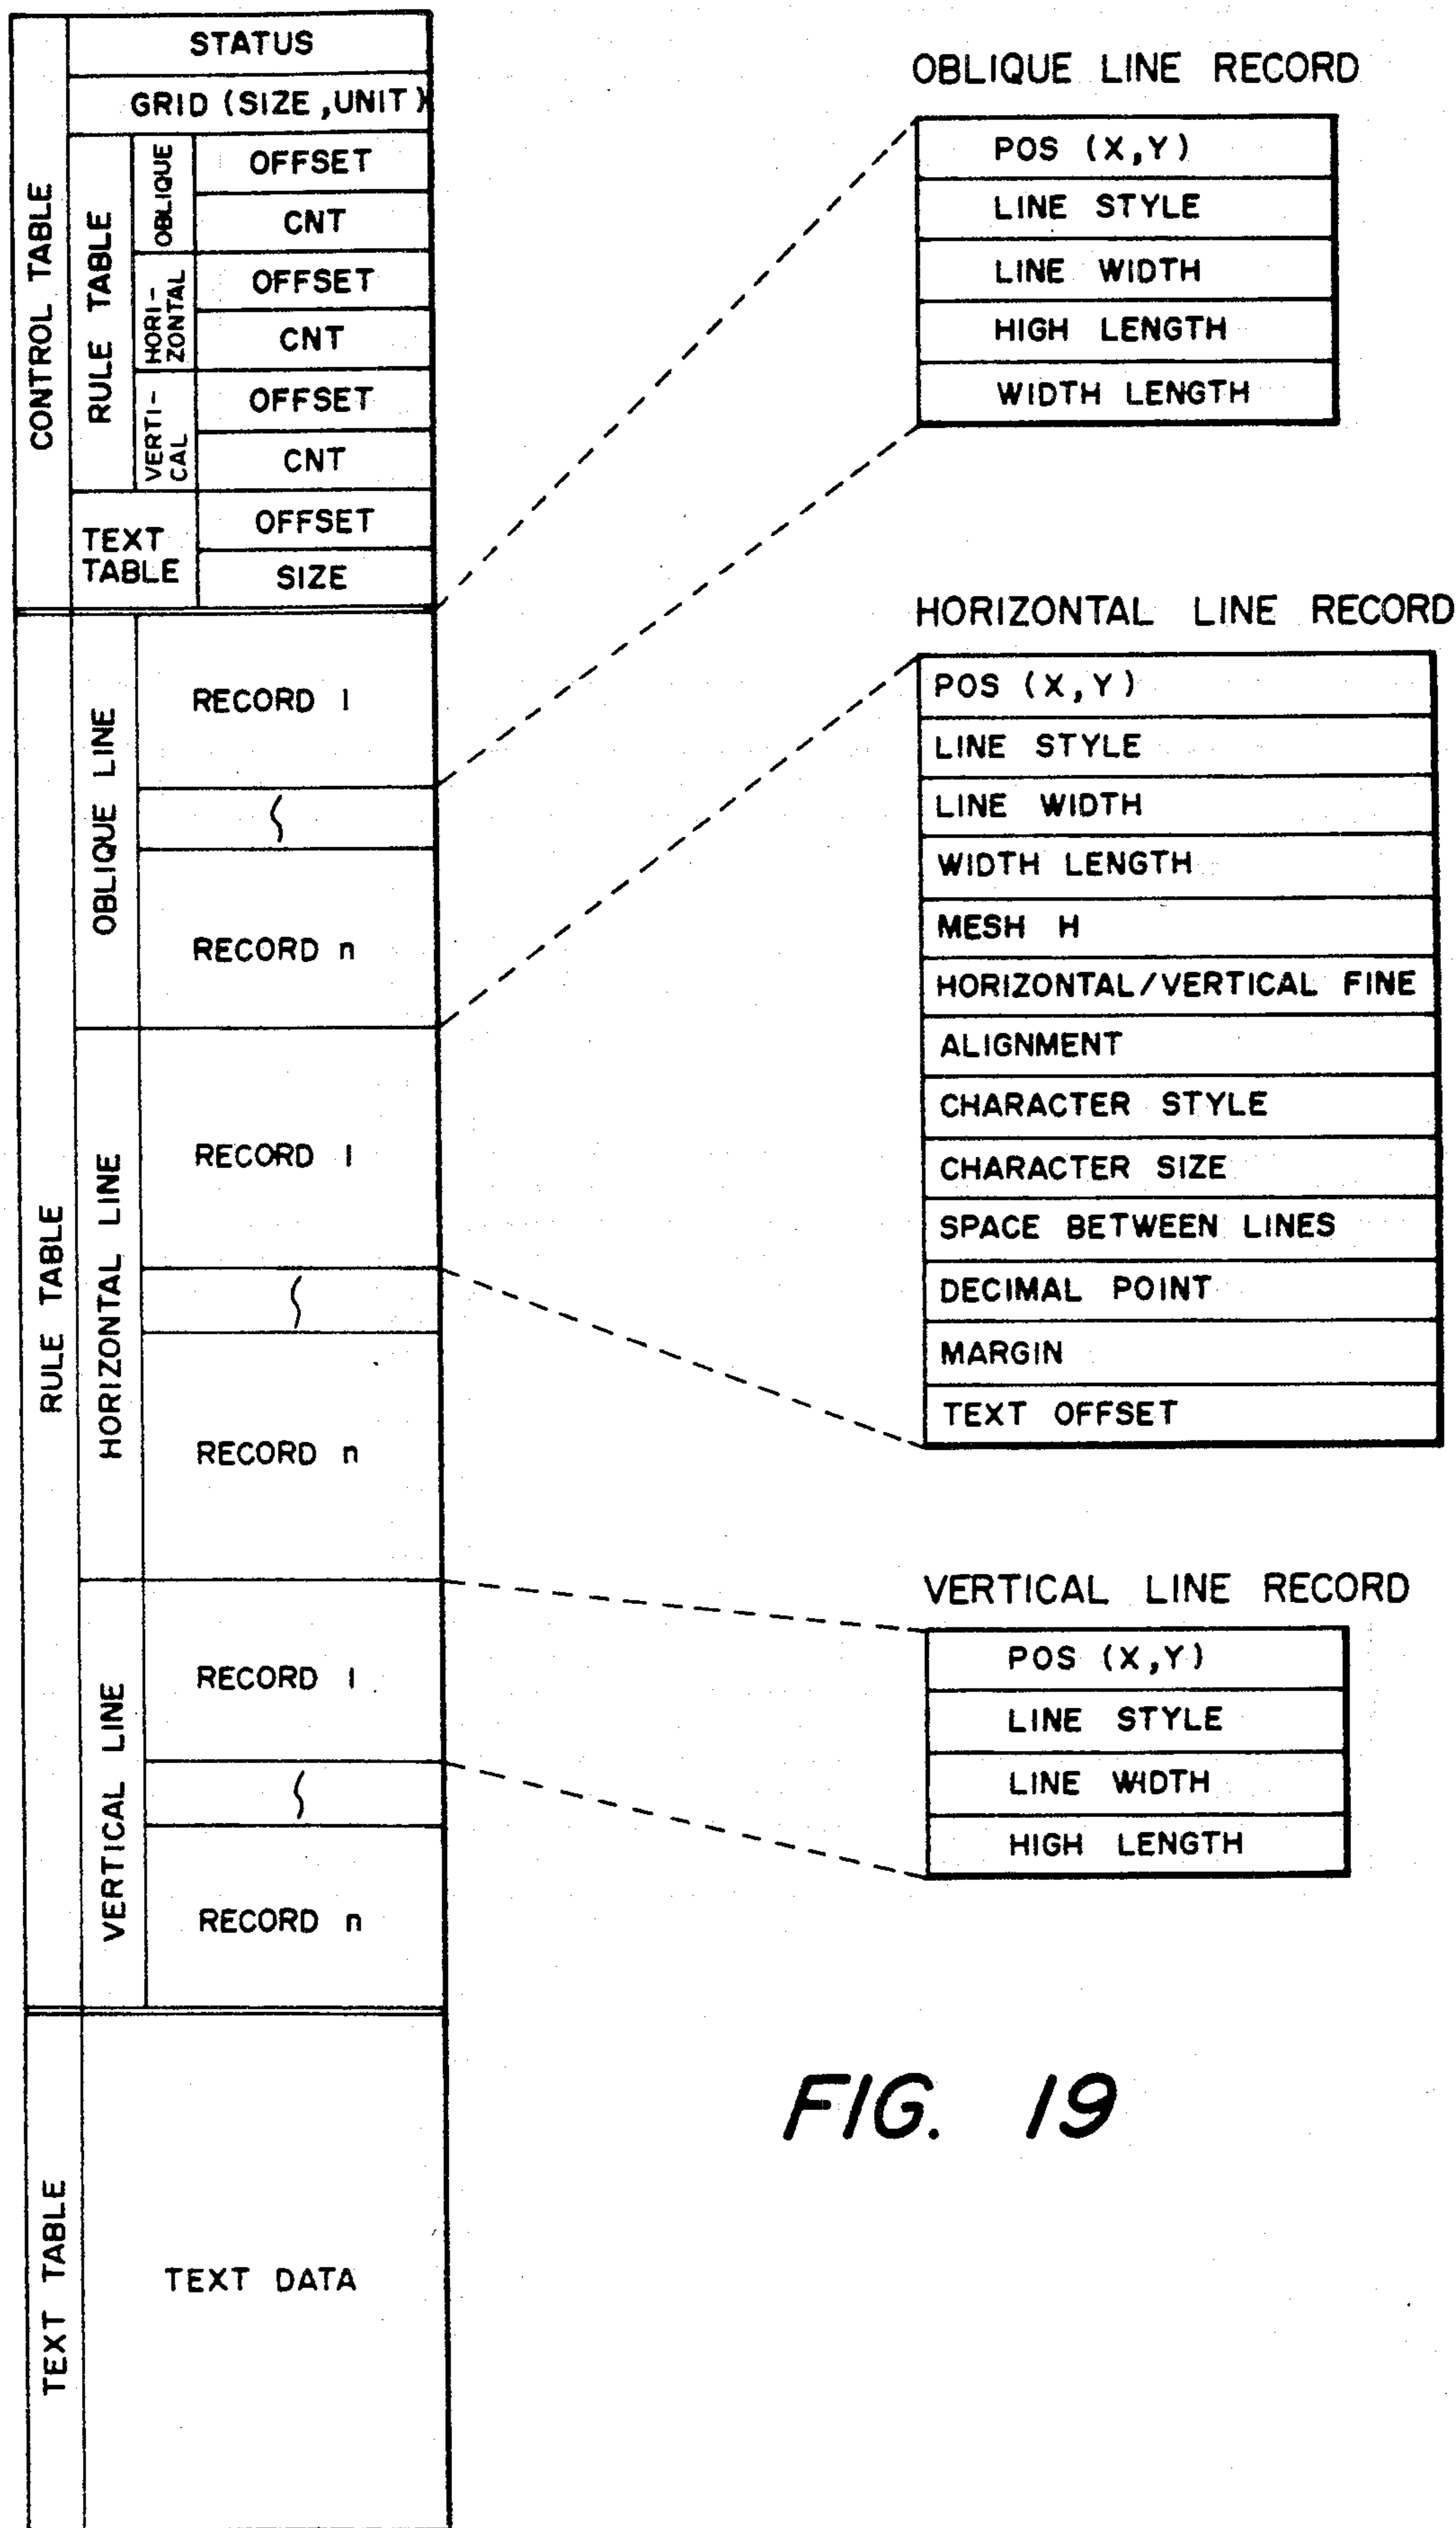 CONTROL TABLE
STATUS
GRID (SIZE,UNIT)
RULE TABLE
OBLIQUE
OFFSET
CNT
HORI-
ZONTAL
OFFSET
CNT
VERTI-
CAL
OFFSET
CNT
TEXT
TABLE
OFFSET
SIZE
RULE TABLE
OBLIQUE LINE
RECORD 1
RECORD n
HORIZONTAL LINE
RECORD 1
RECORD n
VERTICAL LINE
RECORD 1
RECORD n
TEXT TABLE
TEXT DATA
OBLIQUE LINE RECORD
POS (X,Y)
LINE STYLE
LINE WIDTH
HIGH LENGTH
WIDTH LENGTH
HORIZONTAL LINE RECORD
POS (X,Y)
LINE STYLE
LINE WIDTH
WIDTH LENGTH
MESH H
HORIZONTAL/VERTICAL FINE
ALIGNMENT
CHARACTER STYLE
CHARACTER SIZE
SPACE BETWEEN LINES
DECIMAL POINT
MARGIN
TEXT OFFSET
VERTICAL LINE RECORD
POS (X,Y)
LINE STYLE
LINE WIDTH
HIGH LENGTH
FIG. 19